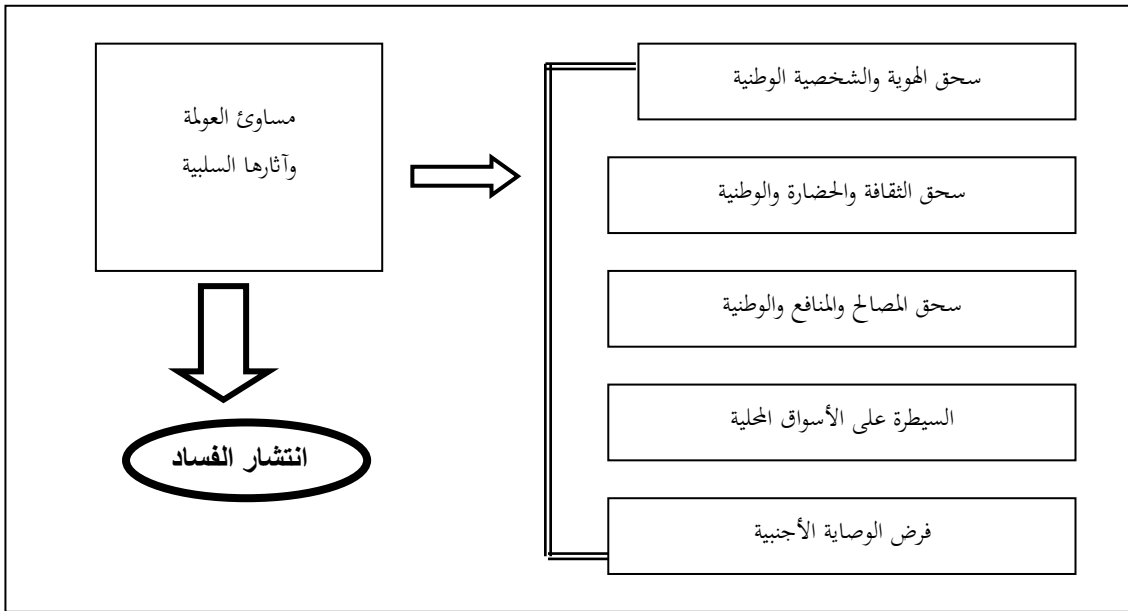 مساوئ العولمة
وآثارها السلبية
سحق الهوية والشخصية الوطنية
سحق الثقافة والحضارة والوطنية
سحق المصالح والمنافع والوطنية
السيطرة على الأسواق المحلية
فرض الوصاية الأجنبية
انتشار الفساد